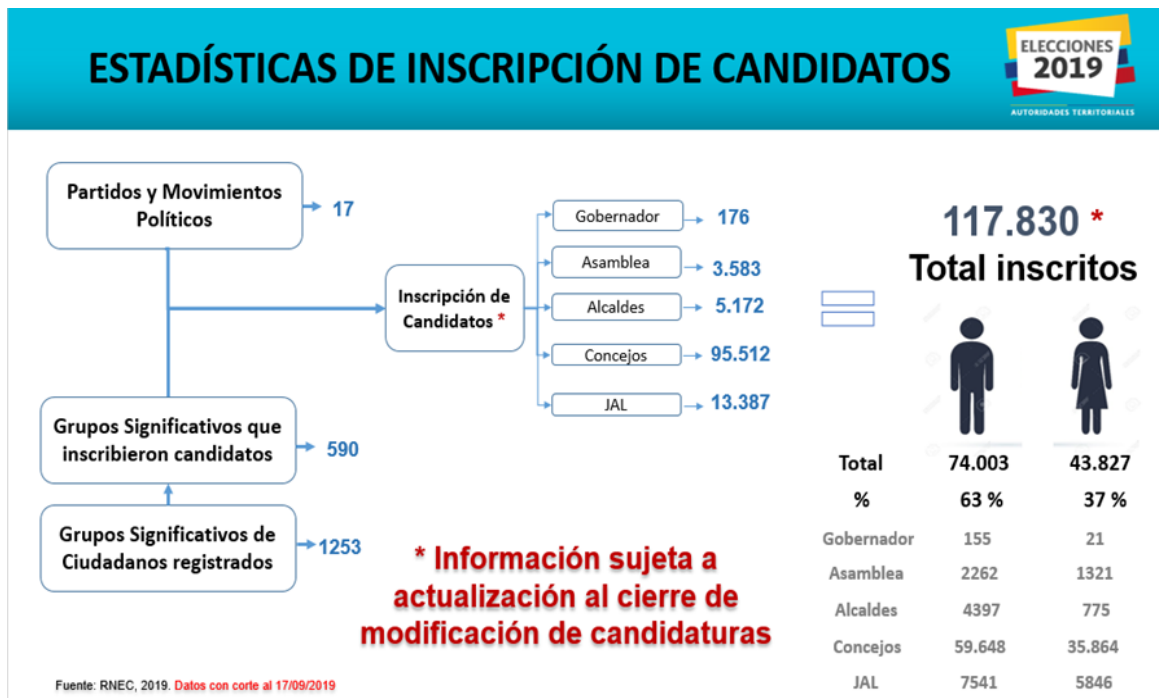 ESTADÍSTICAS DE INSCRIPCIÓN DE CANDIDATOS
ELECCIONES
2019
AUTORIDADES TERRITORIALES
Partidos y Movimientos
Políticos
17
Grupos Significativos que
inscribieron candidatos
590
Grupos Significativos de
Ciudadanos registrados
1253
Inscripción de
Candidatos *
Gobernador 176
Asamblea 3.583
Alcaldes 5.172
Concejos 95.512
JAL 13.387
117.830 *
Total inscritos
Total 74.003 43.827
% 63 % 37 %
Gobernador 155 21
Asamblea 2262 1321
Alcaldes 4397 775
Concejos 59.648 35.864
JAL 7541 5846
* Información sujeta a
actualización al cierre de
modificación de candidaturas
Fuente: RNEC, 2019. Datos con corte al 17/09/2019